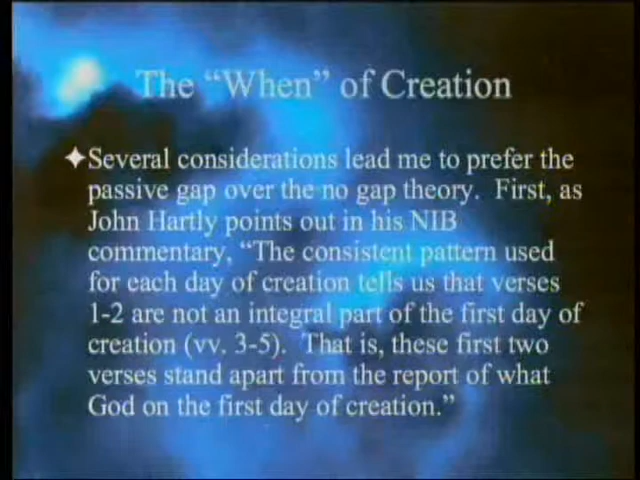 The “When” of Creation
Several considerations lead me to prefer the
passive gap over the no gap theory. First, as
John Hartly points out in his NIB
commentary, “The consistent pattern used
for each day of creation tells us that verses
1-2 are not an integral part of the first day of
creation (vv. 3-5). That is, these first two
verses stand apart from the report of what
God on the first day of creation.”